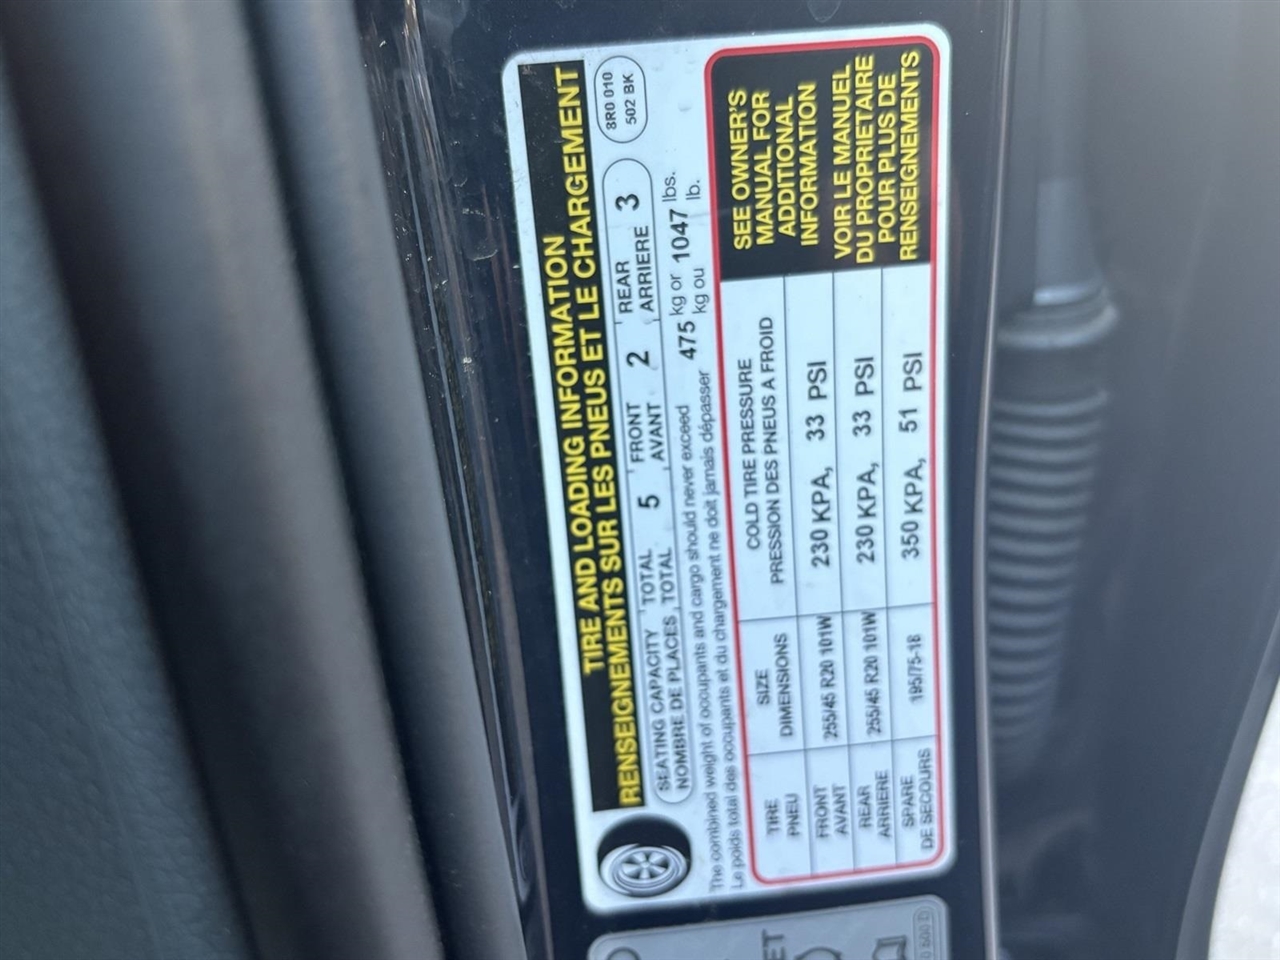 TIRE AND LOADING INFORMATION
RENSEIGNEMENTS SUR LES PNEUS ET LE CHARGEMENT
8R0 010
502 BK
SEATING CAPACITY TOTAL 5 FRONT 2 REAR 3
NOMBRE DE PLACES TOTAL AVANT ARRIERE
The combined weight of occupants and cargo should never exceed 475 kg or 1047 lbs.
Le poids total des occupants et du chargement ne doit jamais dépasser kg ou lb.
TIRE SIZE COLD TIRE PRESSURE
PNEU DIMENSIONS PRESSION DES PNEUS A FROID
FRONT 255/45 R20 101W 230 KPA, 33 PSI
AVANT
REAR 255/45 R20 101W 230 KPA, 33 PSI
ARRIERE
SPARE 195/75-18 350 KPA, 51 PSI
DE SECOURS
SEE OWNER'S
MANUAL FOR
ADDITIONAL
INFORMATION
VOIR LE MANUEL
DU PROPRIETAIRE
POUR PLUS DE
RENSEIGNEMENTS